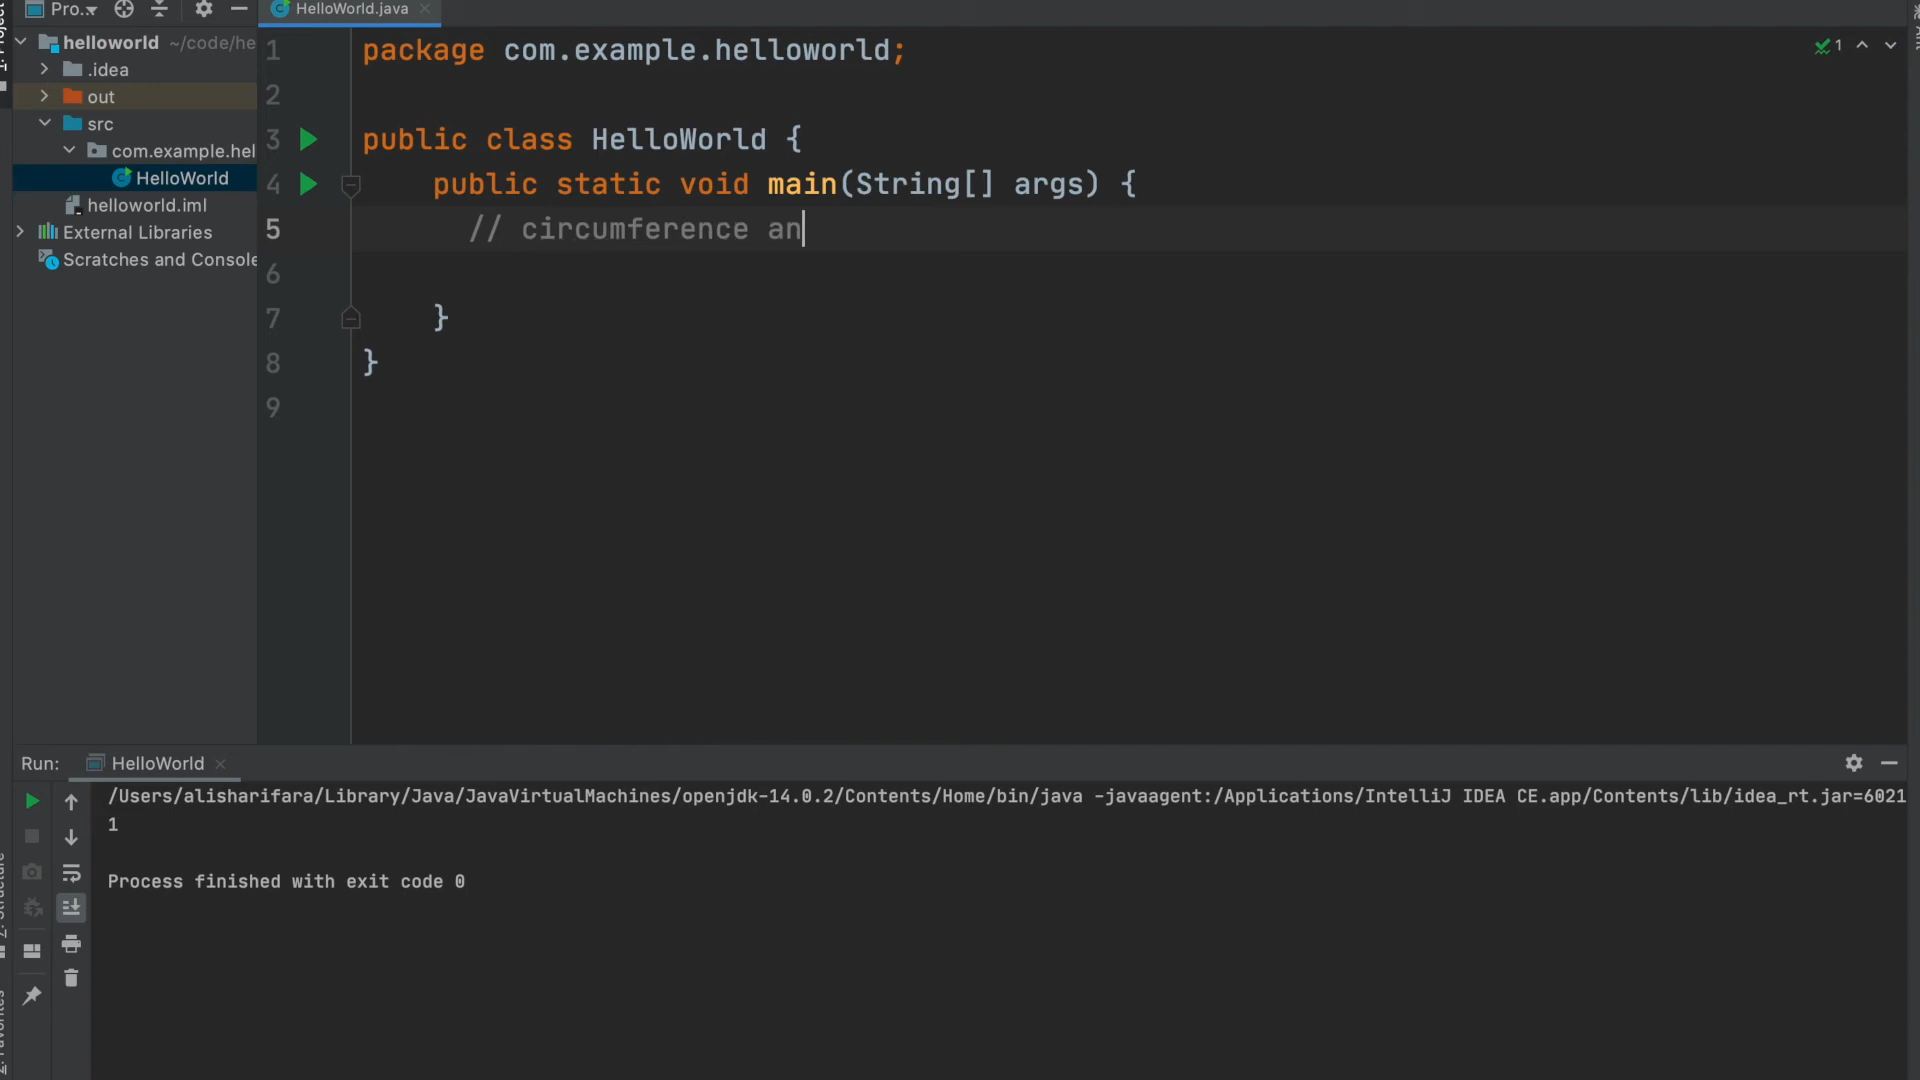 Pro...
HelloWorld.java
helloworld ~/code/he
.idea
out
src
com.example.hel
HelloWorld
helloworld.iml
External Libraries
Scratches and Console
1 package com.example.helloworld;
2
3 public class HelloWorld {
4 public static void main(String[] args) {
5 // circumference an
6
7 }
8 }
9
1
Run: HelloWorld
/Users/alisharifara/Library/Java/JavaVirtualMachines/openjdk-14.0.2/Contents/Home/bin/java -javaagent:/Applications/IntelliJ IDEA CE.app/Contents/lib/idea_rt.jar=6021
1
Process finished with exit code 0